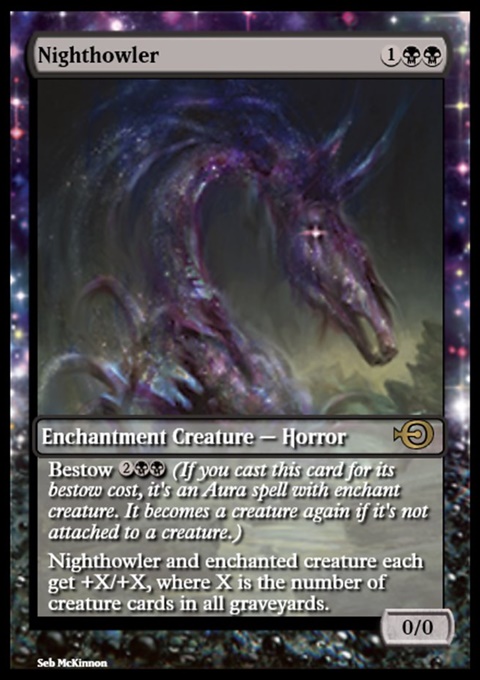 Nighthowler 1
Enchantment Creature — Horror
Bestow 2 (If you cast this card for its
bestow cost, it's an Aura spell with enchant
creature. It becomes a creature again if it's not
attached to a creature.)
Nighthowler and enchanted creature each
get +X/+X, where X is the number of
creature cards in all graveyards.
0/0
Seb McKinnon